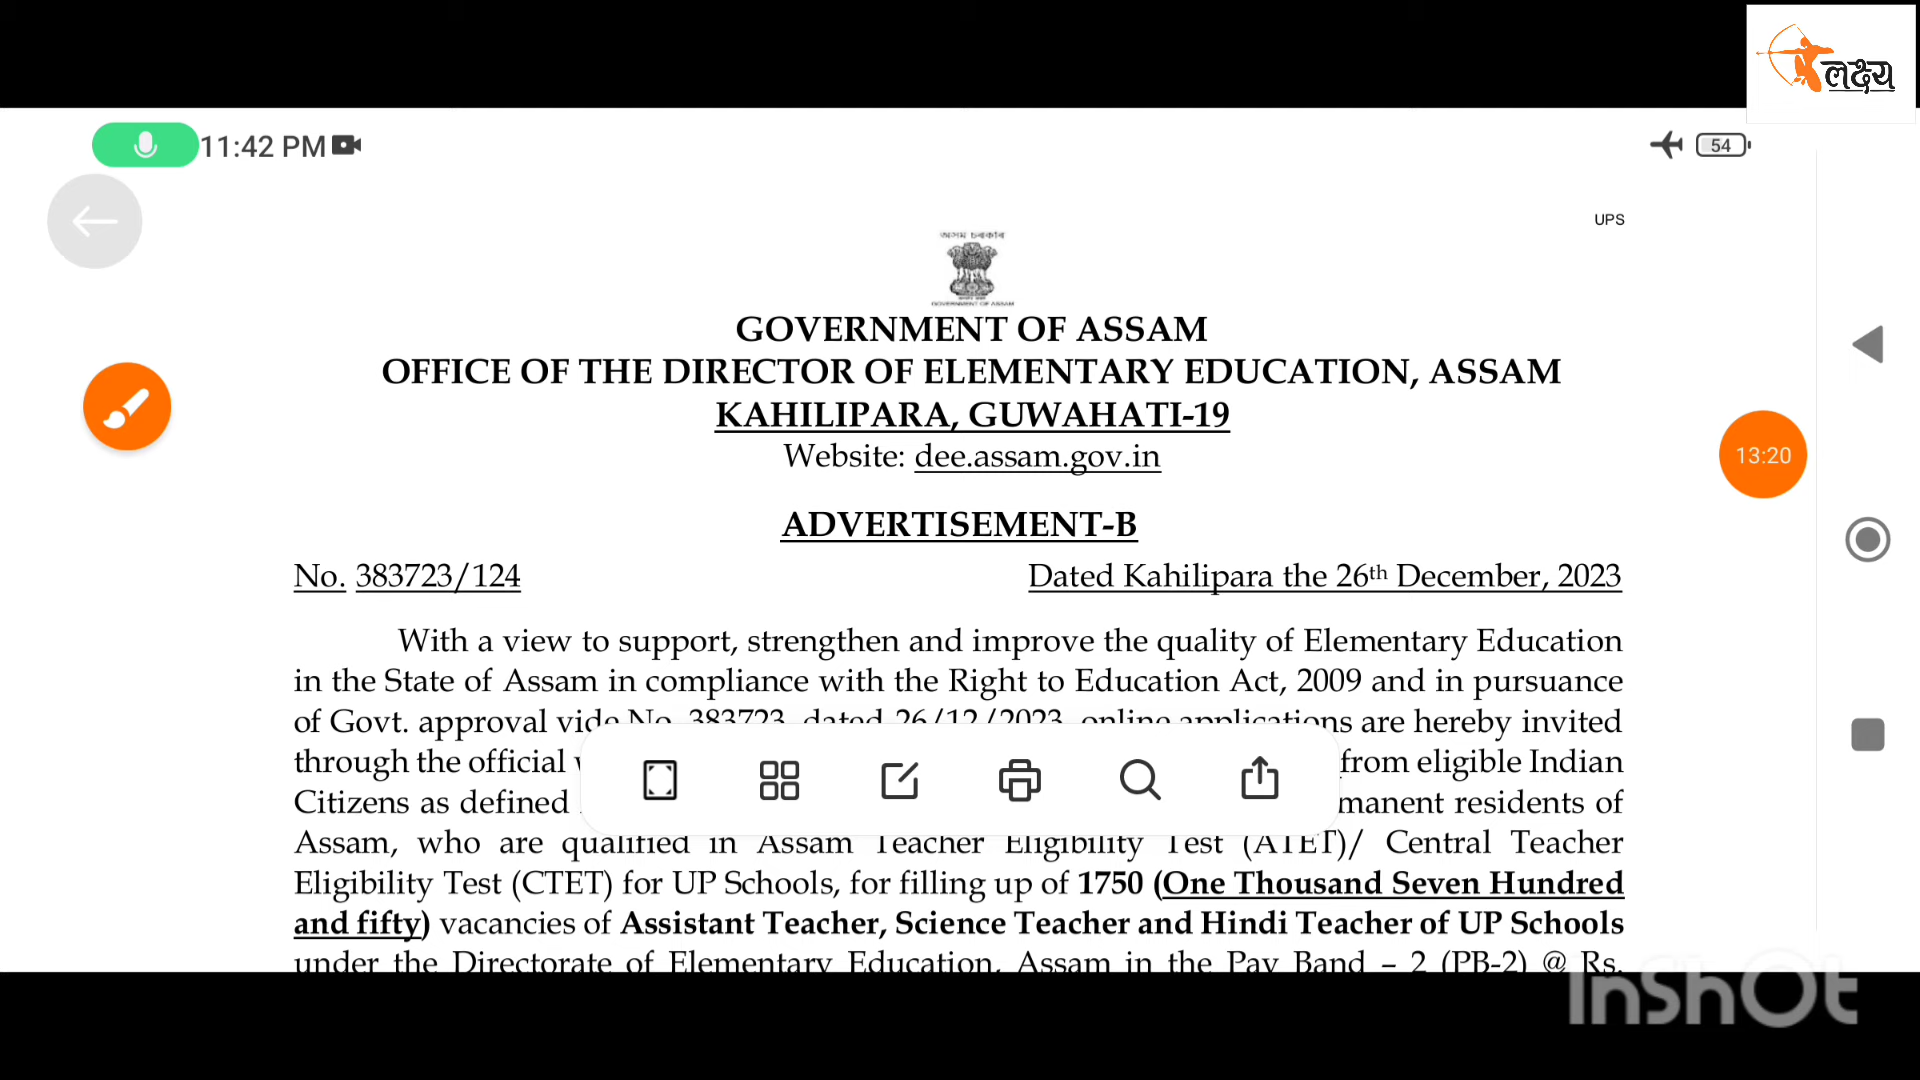 लक्ष्य
11:42 PM
54
UPS
অসম চৰকাৰ
GOVERNMENT OF ASSAM
GOVERNMENT OF ASSAM
OFFICE OF THE DIRECTOR OF ELEMENTARY EDUCATION, ASSAM
KAHILIPARA, GUWAHATI-19
Website: dee.assam.gov.in
13:20
ADVERTISEMENT-B
No. 383723/124 Dated Kahilipara the 26th December, 2023
With a view to support, strengthen and improve the quality of Elementary Education
in the State of Assam in compliance with the Right to Education Act, 2009 and in pursuance
of Govt. approval vide No. 383723, dated 26/12/2023, online applications are hereby invited
through the official from eligible Indian
Citizens as defined manent residents of
Assam, who are qualified in Assam Teacher Eligibility Test (ATET)/ Central Teacher
Eligibility Test (CTET) for UP Schools, for filling up of 1750 (One Thousand Seven Hundred
and fifty) vacancies of Assistant Teacher, Science Teacher and Hindi Teacher of UP Schools
under the Directorate of Elementary Education, Assam in the Pay Band – 2 (PB-2) @ Rs.
InShOt